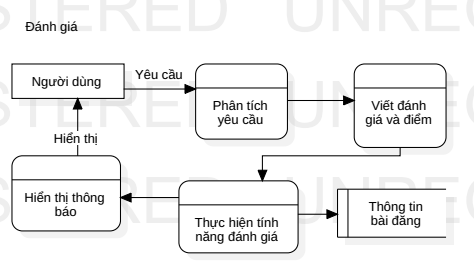 Đánh giá
Người dùng
Yêu cầu
Phân tích
yêu cầu
Viết đánh
giá và điểm
Hiển thị
Hiển thị thông
báo
Thực hiện tính
năng đánh giá
Thông tin
bài đăng